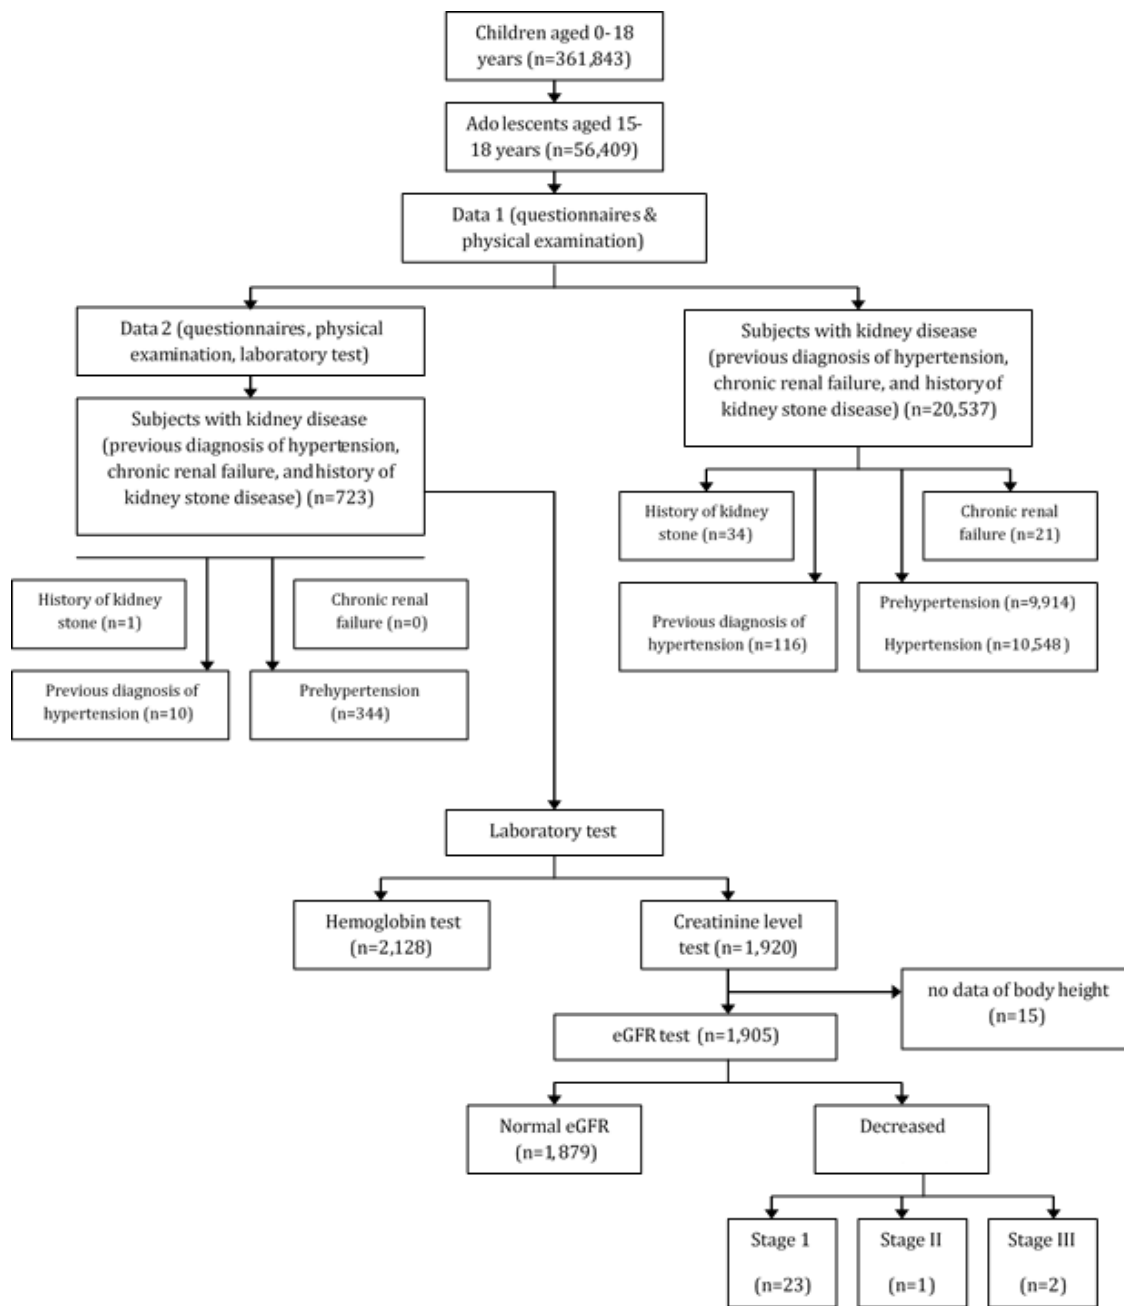 Children aged 0-18
years (n=361,843)
Ado lescents aged 15-
18 years (n=56,409)
Data 1 (questionnaires &
physical examination)
Data 2 (questionnaires, physical
examination, laboratory test)
Subjects with kidney disease
(previous diagnosis of hypertension,
chronic renal failure, and history of
kidney stone disease) (n=20,537)
Subjects with kidney disease
(previous diagnosis of hypertension,
chronic renal failure, and history of
kidney stone disease) (n=723)
History of kidney
stone (n=34)
Chronic renal
failure (n=21)
History of kidney
stone (n=1)
Chronic renal
failure (n=0)
Previous diagnosis of
hypertension (n=116)
Prehypertension (n=9,914)
Hypertension (n=10,548)
Previous diagnosis of
hypertension (n=10)
Prehypertension
(n=344)
Laboratory test
Hemoglobin test
(n=2,128)
Creatinine level
test (n=1,920)
no data of body height
(n=15)
eGFR test (n=1,905)
Normal eGFR
(n=1,879)
Decreased
Stage 1
(n=23)
Stage II
(n=1)
Stage III
(n=2)